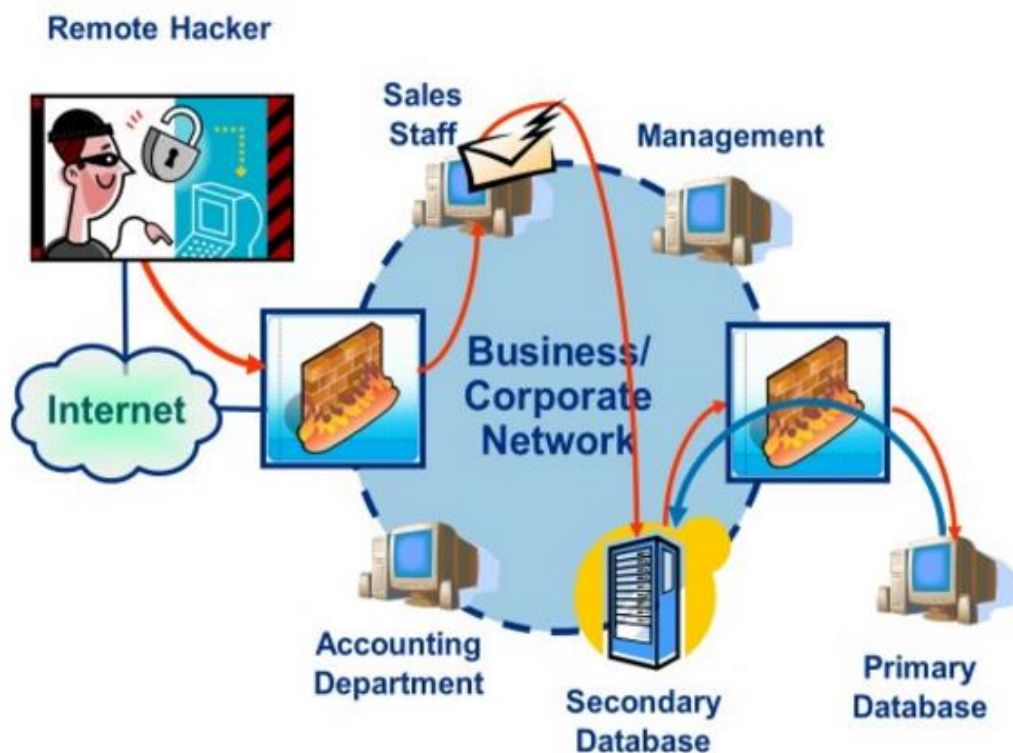 Remote Hacker
Sales
Staff
Management
Internet
Business/
Corporate
Network
Accounting
Department
Secondary
Database
Primary
Database